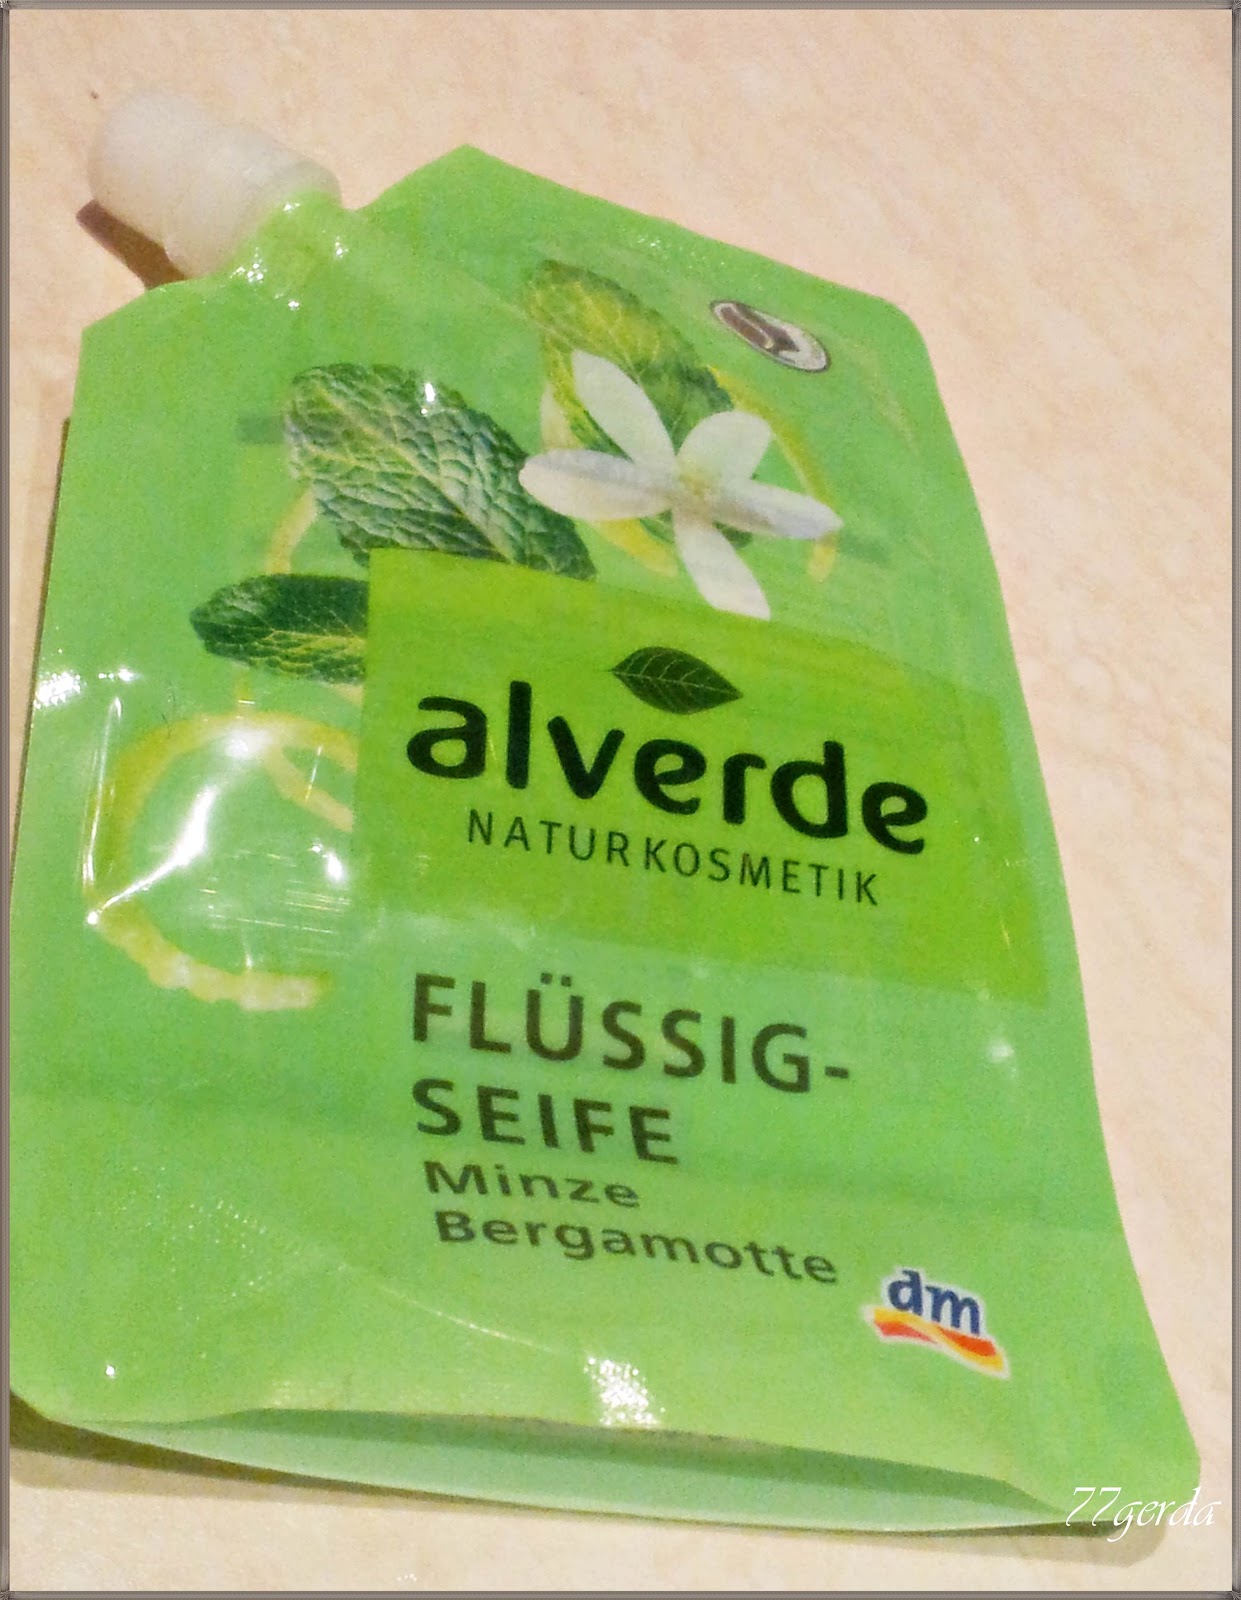 alverde
NATURKOSMETIK
FLÜSSIG-
SEIFE
Minze
Bergamotte
dm
77gerda